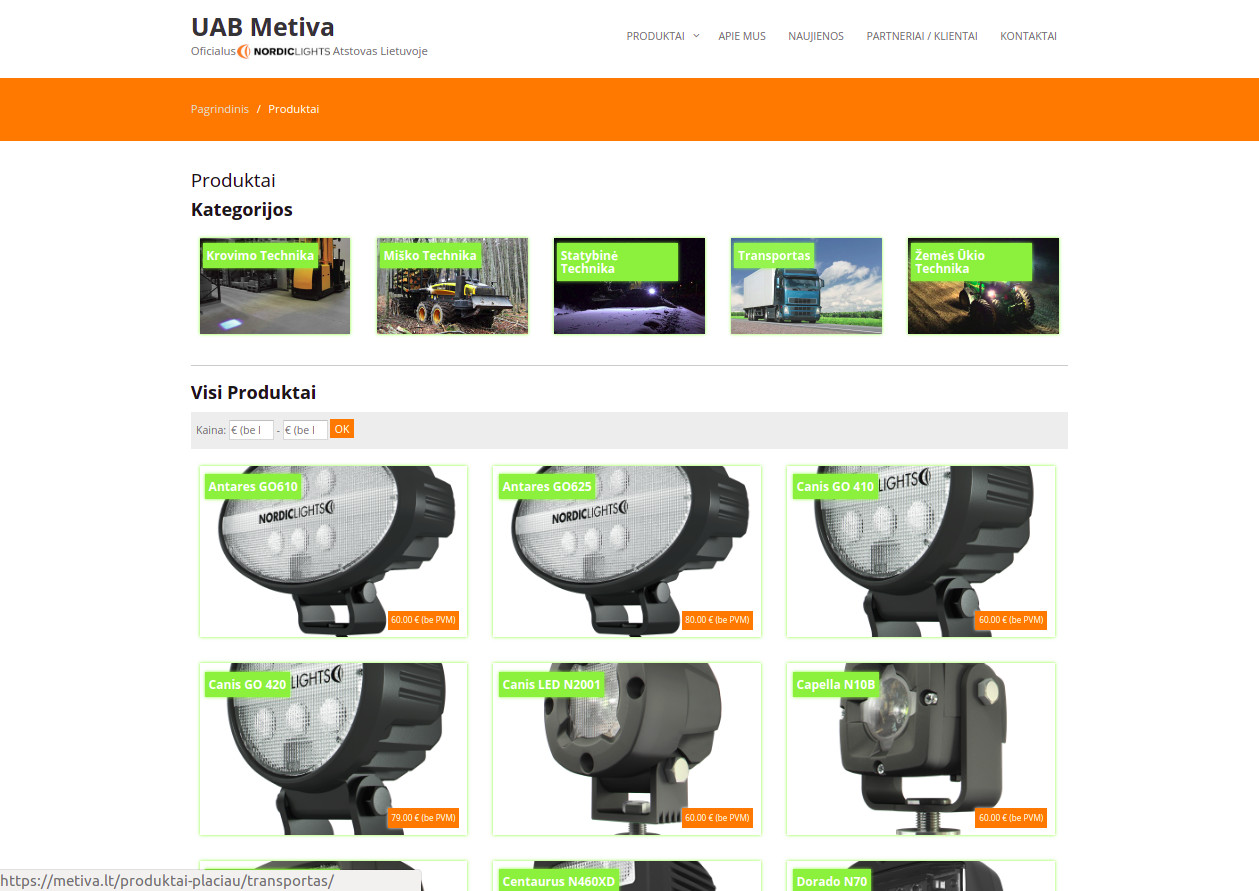 UAB Metiva
Oficialus NORDICLIGHTS Atstovas Lietuvoje
PRODUKTAI APIE MUS NAUJIENOS PARTNERIAI / KLIENTAI KONTAKTAI
Pagrindinis / Produktai
Produktai
Kategorijos
Krovimo Technika
Miško Technika
Statybinė
Technika
Transportas
Žemės Ūkio
Technika
Visi Produktai
Kaina: € (be l - € (be l OK
Antares GO610
NORDICLIGHTS
60.00 € (be PVM)
Antares GO625
NORDICLIGHTS
80.00 € (be PVM)
Canis GO 410
LIGHTS
60.00 € (be PVM)
Canis GO 420
LIGHTS
79.00 € (be PVM)
Canis LED N2001
60.00 € (be PVM)
Capella N10B
60.00 € (be PVM)
Centaurus N460XD
Dorado N70
https://metiva.lt/produktai-placiau/transportas/